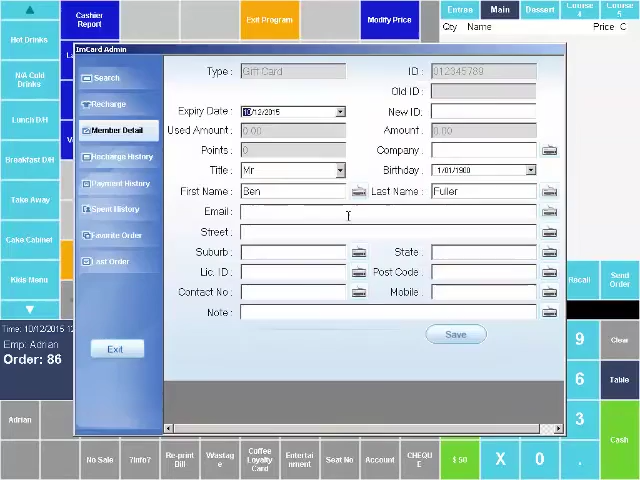 Hot Drinks
N/A Cold
Drinks
Lunch D/H
Breakfast D/H
Take Away
Cake Cabinet
Kids Menu
Cashier
Report
Exit Program
Modify Price
Entree
Main
Dessert
Course
4
Course
5
Qty Name Price C
ImCard Admin
Search
Recharge
Member Detail
Recharge History
Payment History
Spent History
Favorite Order
Last Order
Exit
Type : Gift Card
ID : 012345789
Old ID :
Expiry Date : 10/12/2015
New ID:
Used Amount : 0.00
Amount : 0.00
Points : 0
Company :
Title : Mr
Birthday : 1/01/1900
First Name : Ben
Last Name : Fuller
Email :
Street :
Suburb :
State :
Lic. ID :
Post Code :
Contact No :
Mobile :
Note :
Save
Time: 10/12/2015 12
Emp: Adrian
Order: 86
Recall
Send
Order
9
Clear
6
Table
3
Cash
Adrian
No Sale
?Info?
Re-print
Bill
Wastag
e
Coffee
Loyalty
Card
Entertai
nment
Seat No
Account
CHEQU
E
$ 50
X
0
.